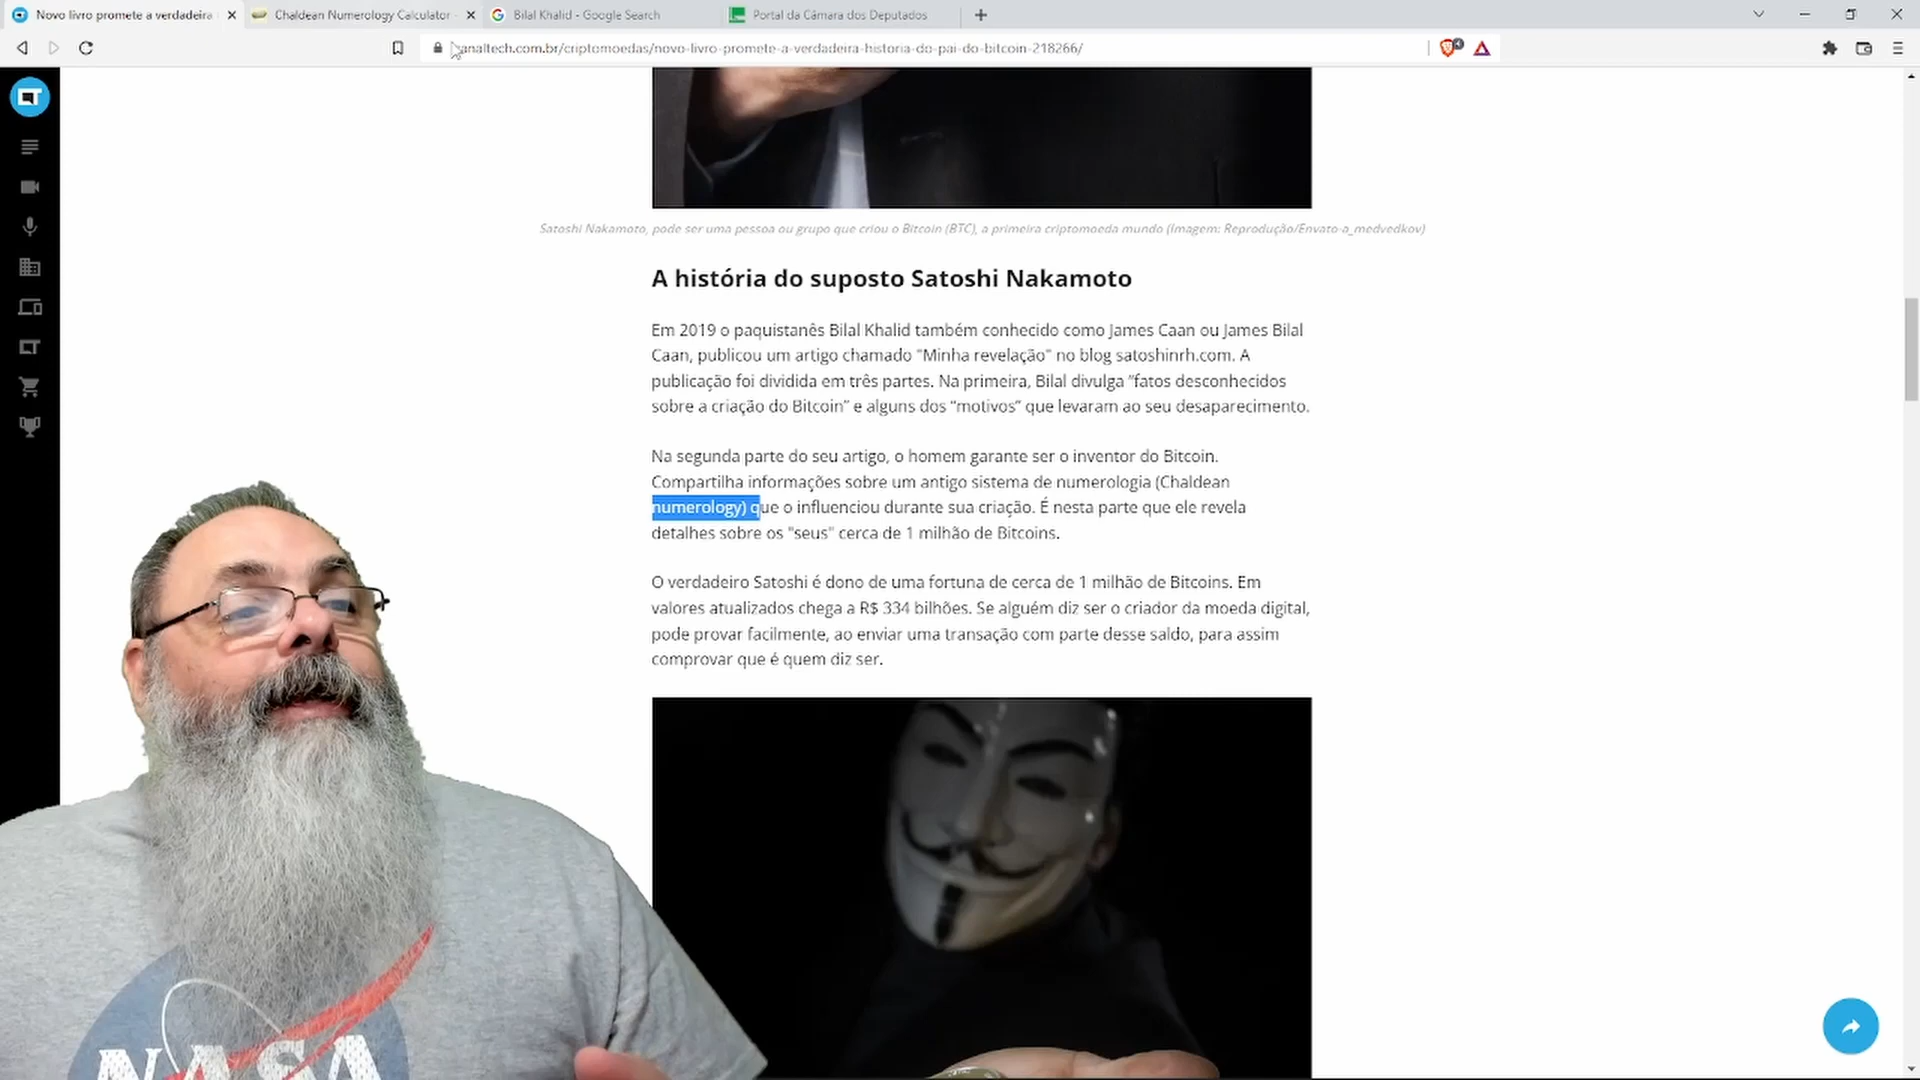 Novo livro promete a verdadeira
Chaldean Numerology Calculator -
Bilal Khalid - Google Search
Portal da Câmara dos Deputados
canaltech.com.br/criptomoedas/novo-livro-promete-a-verdadeira-historia-do-pai-do-bitcoin-218266/
Satoshi Nakamoto, pode ser uma pessoa ou grupo que criou o Bitcoin (BTC), a primeira criptomoeda mundo (Imagem: Reprodução/Envato-a_medvedkov)
A história do suposto Satoshi Nakamoto
Em 2019 o paquistanês Bilal Khalid também conhecido como James Caan ou James Bilal
Caan, publicou um artigo chamado "Minha revelação" no blog satoshinrh.com. A
publicação foi dividida em três partes. Na primeira, Bilal divulga “fatos desconhecidos
sobre a criação do Bitcoin” e alguns dos “motivos” que levaram ao seu desaparecimento.
Na segunda parte do seu artigo, o homem garante ser o inventor do Bitcoin.
Compartilha informações sobre um antigo sistema de numerologia (Chaldean
numerology) que o influenciou durante sua criação. É nesta parte que ele revela
detalhes sobre os "seus" cerca de 1 milhão de Bitcoins.
O verdadeiro Satoshi é dono de uma fortuna de cerca de 1 milhão de Bitcoins. Em
valores atualizados chega a R$ 334 bilhões. Se alguém diz ser o criador da moeda digital,
pode provar facilmente, ao enviar uma transação com parte desse saldo, para assim
comprovar que é quem diz ser.
NASA